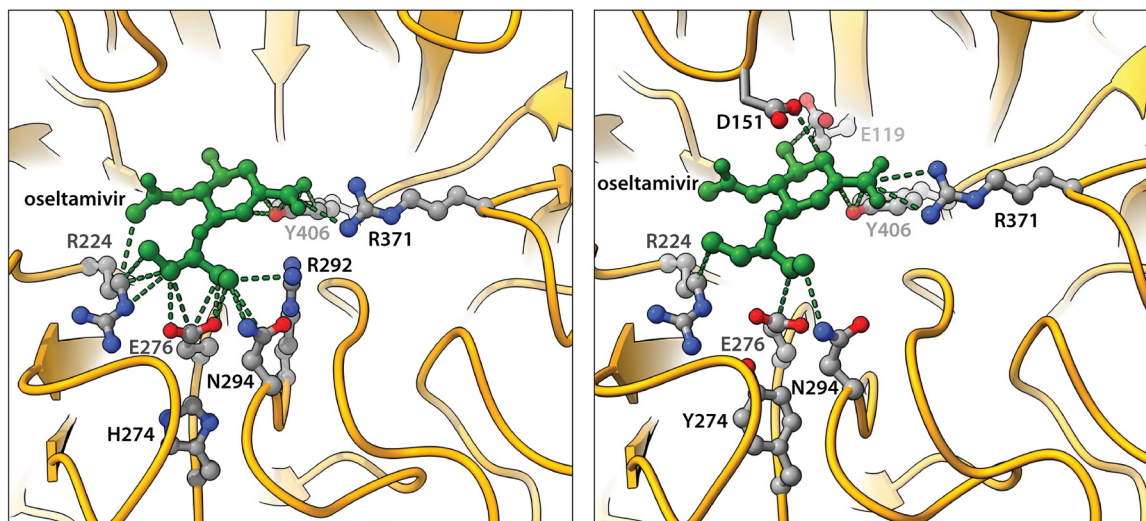 oseltamivir
R224
Y406
R371
R292
E276
N294
H274
D151
E119
oseltamivir
R371
Y406
R224
E276
N294
Y274